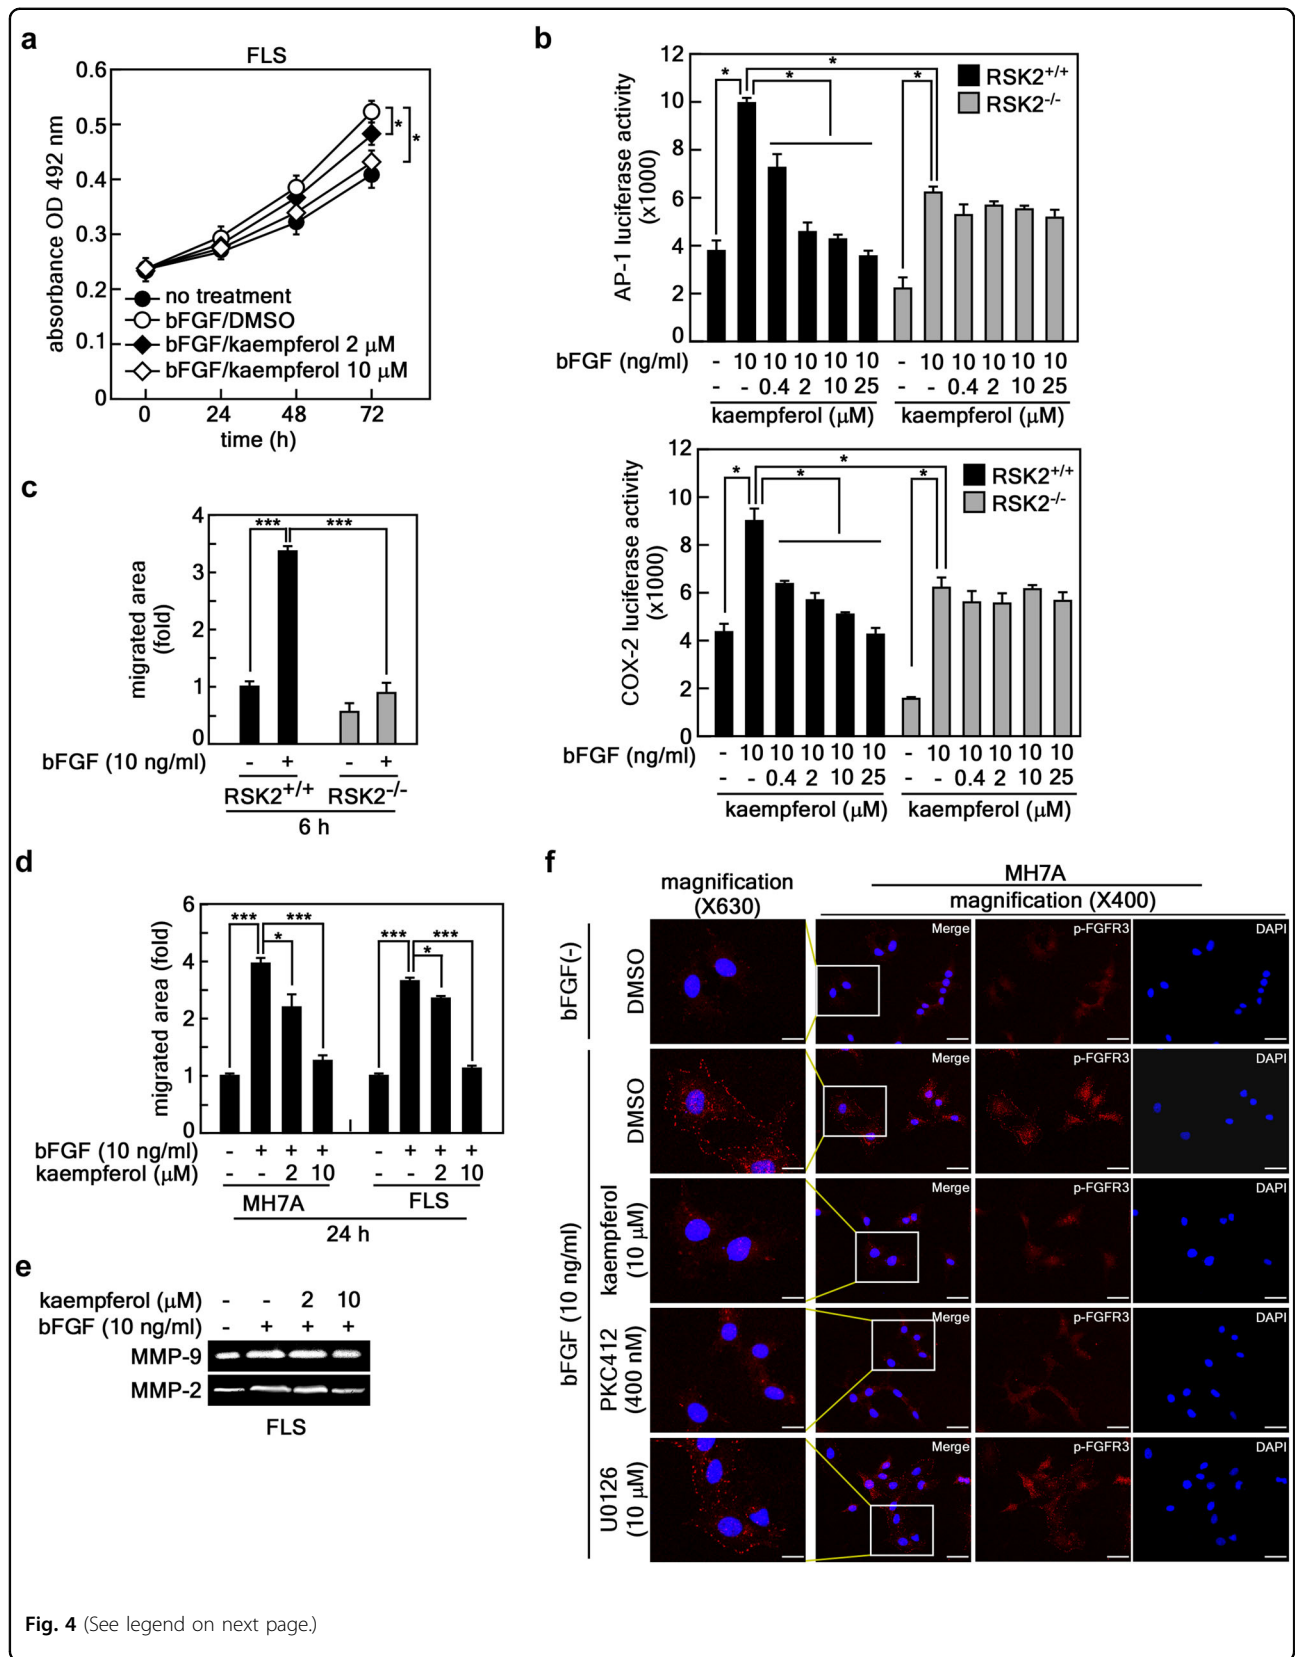 a
FLS
0.6
0.5
0.4
0.3
0.2
0.1
0
absorbance OD 492 nm
*
*
no treatment
bFGF/DMSO
bFGF/kaempferol 2 μM
bFGF/kaempferol 10 μM
0 24 48 72
time (h)
b
12
10
8
6
4
2
0
AP-1 luciferase activity
(x1000)
* * * *
RSK2+/+
RSK2-/-
bFGF (ng/ml) - 10 10 10 10 10 - 10 10 10 10 10
- - 0.4 2 10 25 - - 0.4 2 10 25
kaempferol (μM) kaempferol (μM)
12
10
8
6
4
2
0
COX-2 luciferase activity
(x1000)
* * * *
RSK2+/+
RSK2-/-
bFGF (ng/ml) - 10 10 10 10 10 - 10 10 10 10 10
- - 0.4 2 10 25 - - 0.4 2 10 25
kaempferol (μM) kaempferol (μM)
c
4
3
2
1
0
migrated area
(fold)
*** ***
bFGF (10 ng/ml) - + - +
RSK2+/+ RSK2-/-
6 h
d
6
4
2
1
0
migrated area (fold)
*** *** * *** *** *
bFGF (10 ng/ml) - + + + - + + +
kaempferol (μM) - - 2 10 - - 2 10
MH7A FLS
24 h
e
kaempferol (μM) - - 2 10
bFGF (10 ng/ml) - + + +
MMP-9
MMP-2
FLS
f
MH7A
magnification
(X630)
magnification (X400)
bFGF(-)
DMSO
Merge p-FGFR3 DAPI
bFGF (10 ng/ml)
DMSO
Merge p-FGFR3 DAPI
kaempferol
(10 μM)
Merge p-FGFR3 DAPI
PKC412
(400 nM)
Merge p-FGFR3 DAPI
U0126
(10 μM)
Merge p-FGFR3 DAPI
Fig. 4 (See legend on next page.)